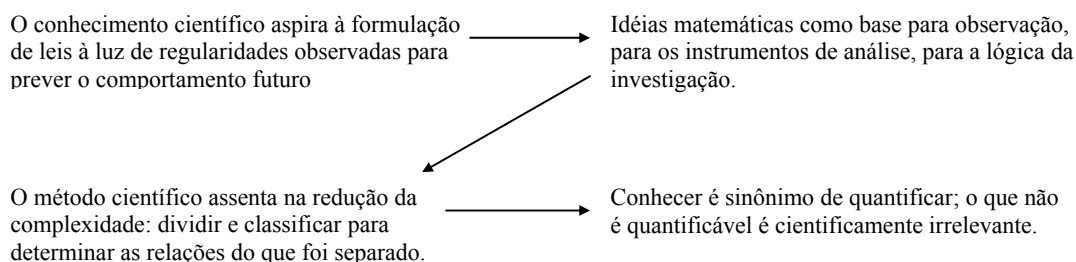 O conhecimento científico aspira à formulação
de leis à luz de regularidades observadas para
prever o comportamento futuro
Idéias matemáticas como base para observação,
para os instrumentos de análise, para a lógica da
investigação.
O método científico assenta na redução da
complexidade: dividir e classificar para
determinar as relações do que foi separado.
Conhecer é sinônimo de quantificar; o que não
é quantificável é cientificamente irrelevante.